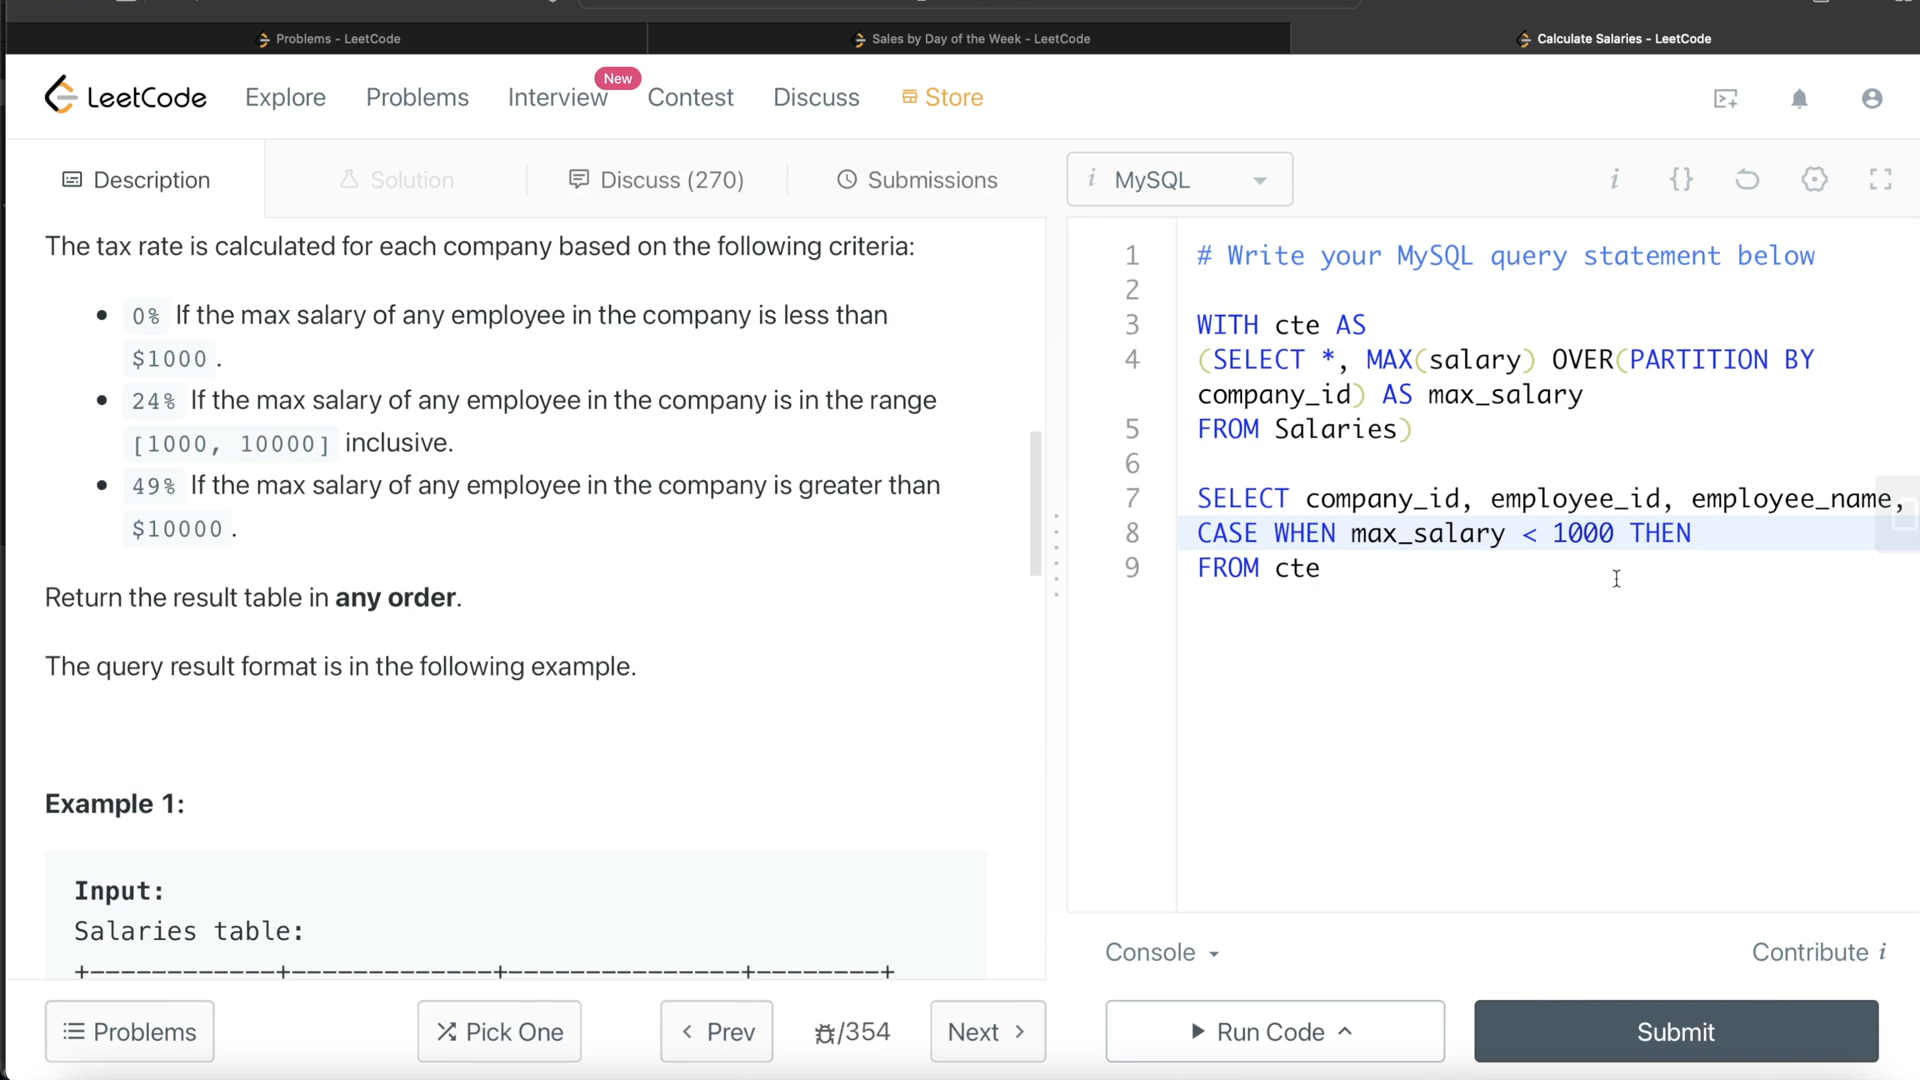 Problems - LeetCode
Sales by Day of the Week - LeetCode
Calculate Salaries - LeetCode
LeetCode
Explore
Problems
Interview
New
Contest
Discuss
Store
Description
Solution
Discuss (270)
Submissions
i MySQL
i {}
The tax rate is calculated for each company based on the following criteria:
• 0% If the max salary of any employee in the company is less than
$1000.
• 24% If the max salary of any employee in the company is in the range
[1000, 10000] inclusive.
• 49% If the max salary of any employee in the company is greater than
$10000.
Return the result table in any order.
The query result format is in the following example.
Example 1:
Input:
Salaries table:
+-------------+-------------+---------------+--------+
1 # Write your MySQL query statement below
2
3 WITH cte AS
4 (SELECT *, MAX(salary) OVER(PARTITION BY
company_id) AS max_salary
5 FROM Salaries)
6
7 SELECT company_id, employee_id, employee_name,
8 CASE WHEN max_salary < 1000 THEN
9 FROM cte
Console
Contribute i
Problems
Pick One
< Prev
/354
Next >
Run Code
Submit